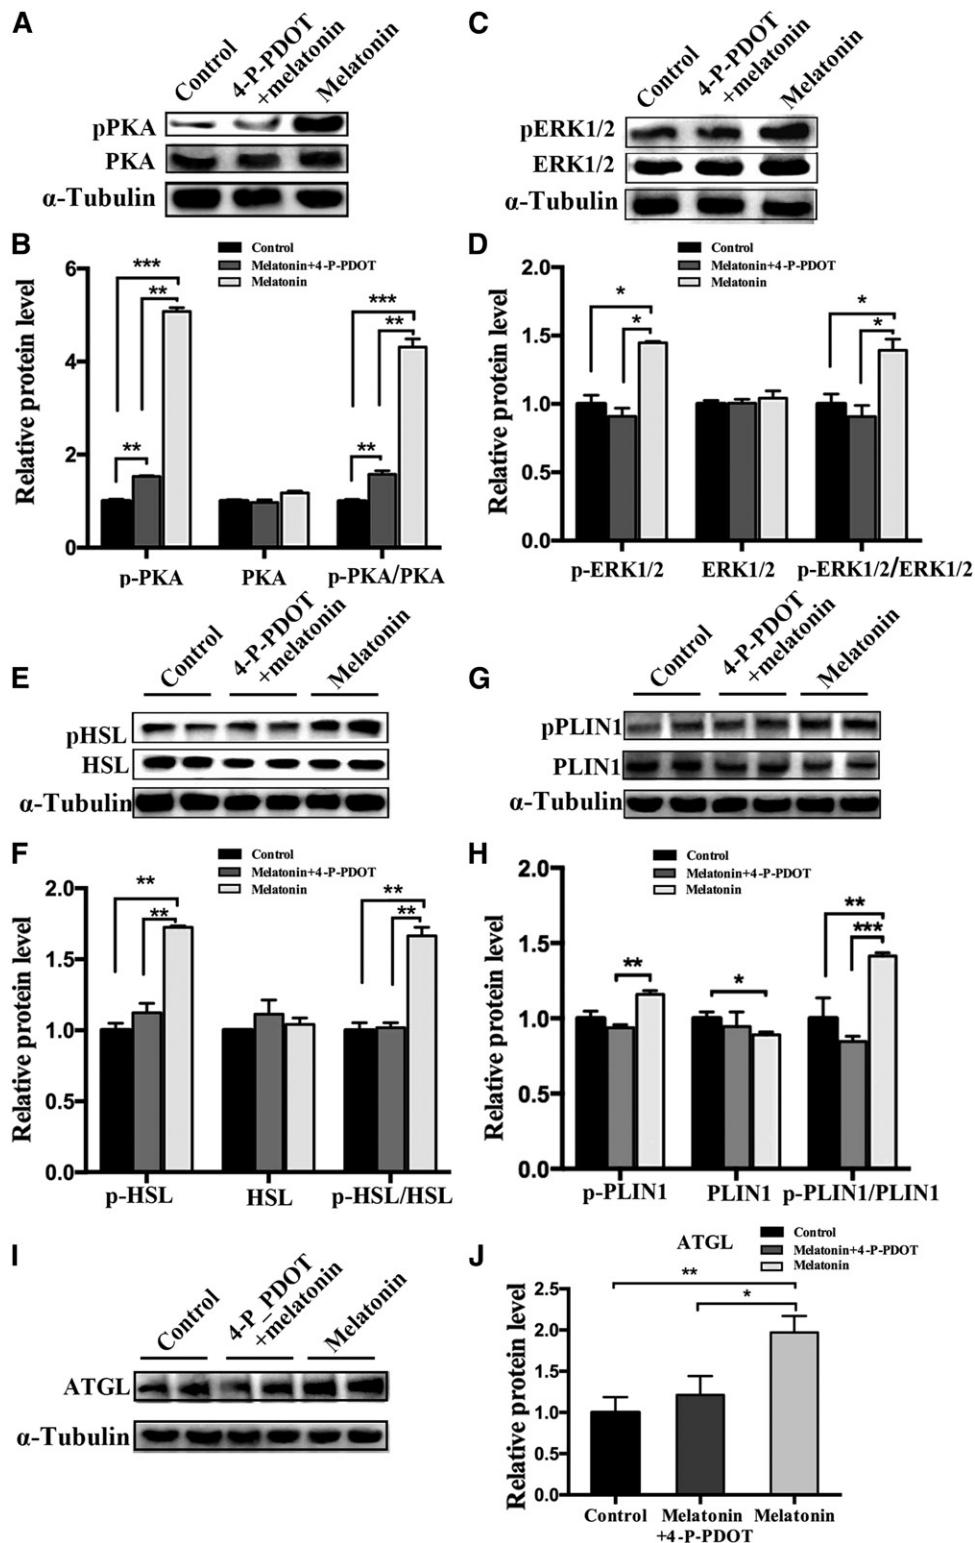 A
Control
4-P-PDOT
+melatonin
Melatonin
pPKA
PKA
α-Tubulin
C
Control
4-P-PDOT
+melatonin
Melatonin
pERK1/2
ERK1/2
α-Tubulin
B
Control
Melatonin+4-P-PDOT
Melatonin
Relative protein level
6
4
2
0
***
**
**
***
**
**
p-PKA
PKA
p-PKA/PKA
D
Control
Melatonin+4-P-PDOT
Melatonin
Relative protein level
2.0
1.5
1.0
0.5
0.0
*
*
*
*
p-ERK1/2
ERK1/2
p-ERK1/2/ERK1/2
E
Control
4-P-PDOT
+melatonin
Melatonin
pHSL
HSL
α-Tubulin
G
Control
4-P-PDOT
+melatonin
Melatonin
pPLIN1
PLIN1
α-Tubulin
F
Control
Melatonin+4-P-PDOT
Melatonin
Relative protein level
2.0
1.5
1.0
0.5
0.0
**
**
**
**
p-HSL
HSL
p-HSL/HSL
H
Control
Melatonin+4-P-PDOT
Melatonin
Relative protein level
2.0
1.5
1.0
0.5
0.0
**
*
**
***
p-PLIN1
PLIN1
p-PLIN1/PLIN1
I
Control
4-P_PDOT
+melatonin
Melatonin
ATGL
α-Tubulin
J
ATGL
Control
Melatonin+4-P-PDOT
Melatonin
Relative protein level
2.5
2.0
1.5
1.0
0.5
0.0
**
*
Control
Melatonin
+4-P-PDOT
Melatonin